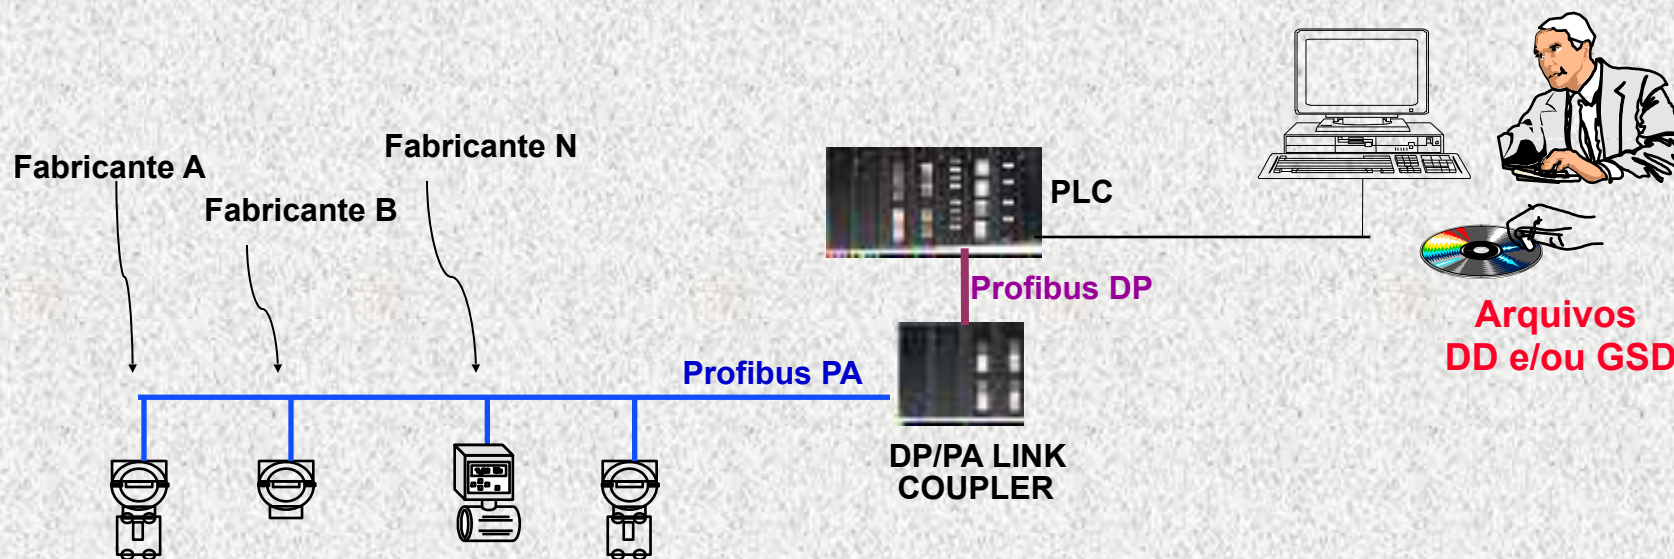 Fabricante A
Fabricante B
Fabricante N
PLC
Profibus DP
Profibus PA
DP/PA LINK
COUPLER
Arquivos
DD e/ou GSD